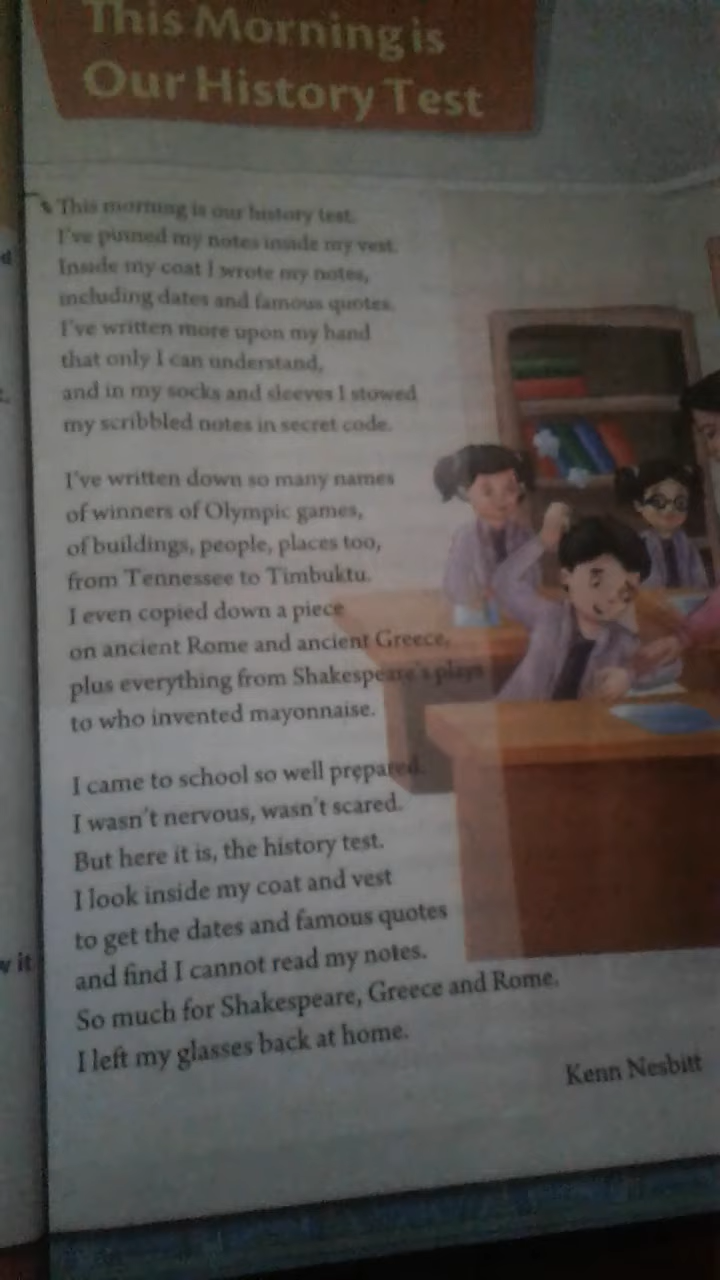 This Morning is
Our History Test
This morning is our history test.
I've pinned my notes inside my vest.
Inside my coat I wrote my notes,
including dates and famous quotes.
I've written more upon my hand
that only I can understand,
and in my socks and sleeves I stowed
my scribbled notes in secret code.
I've written down so many names
of winners of Olympic games,
of buildings, people, places too,
from Tennessee to Timbuktu.
I even copied down a piece
on ancient Rome and ancient Greece,
plus everything from Shakespeare's plays
to who invented mayonnaise.
I came to school so well prepared.
I wasn't nervous, wasn't scared.
But here it is, the history test.
I look inside my coat and vest
to get the dates and famous quotes
and find I cannot read my notes.
So much for Shakespeare, Greece and Rome.
I left my glasses back at home.
Kenn Nesbitt